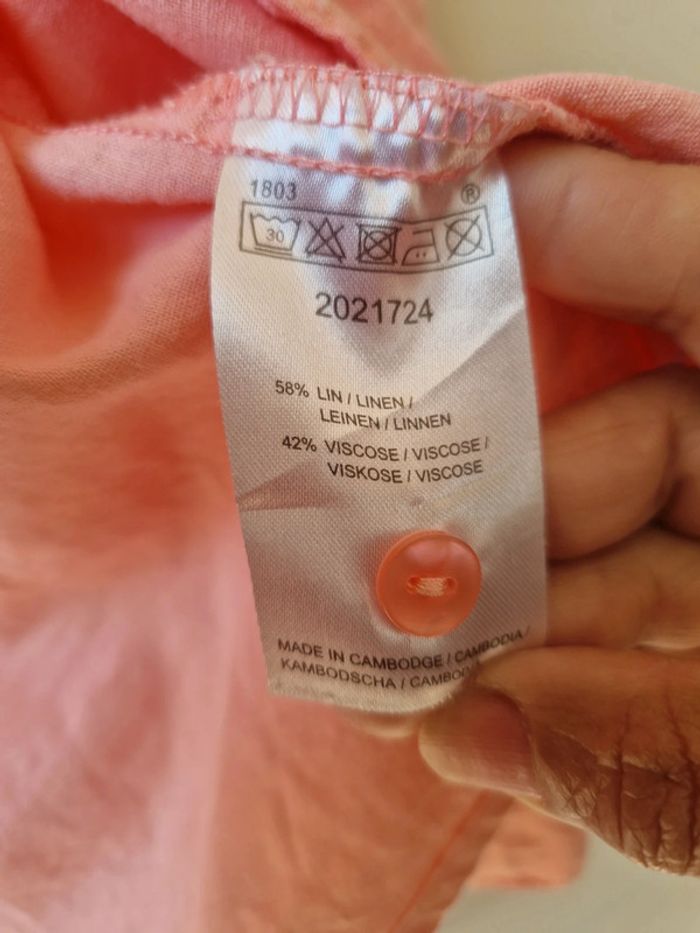 1803 ®
30
2021724
58% LIN / LINEN /
LEINEN / LINNEN
42% VISCOSE / VISCOSE /
VISKOSE / VISCOSE
MADE IN CAMBODGE / CAMBODIA /
KAMBODSCHA /